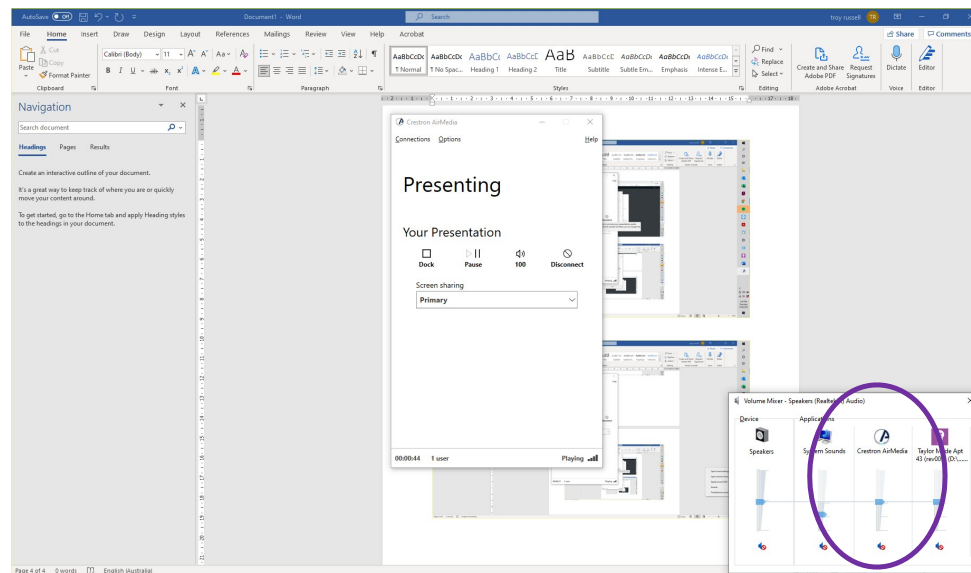 AutoSave Off Document1 - Word Search troy russell TR
File Home Insert Draw Design Layout References Mailings Review View Help Acrobat Share Comments
Cut
Copy
Format Painter
Paste
Calibri (Body) 11
AaBbCcDc AaBbCcDc AaBbCc AaBbCcE AaB AaBbCcE AaBbCcDc AaBbCcDc AaBbCcDc
¶ Normal ¶ No Spac... Heading 1 Heading 2 Title Subtitle Subtle Em... Emphasis Intense E...
Find
Replace
Select
Create and Share
Adobe PDF
Request
Signatures
Dictate
Editor
Clipboard Font Paragraph Styles Editing Adobe Acrobat Voice Editor
Navigation
Search document
Headings Pages Results
Create an interactive outline of your document.
It's a great way to keep track of where you are or quickly
move your content around.
To get started, go to the Home tab and apply Heading styles
to the headings in your document.
Crestron AirMedia
Connections Options Help
Presenting
Your Presentation
Dock Pause 100 Disconnect
Screen sharing
Primary
00:00:44 1 user Playing
Volume Mixer - Speakers (Realtek(R) Audio)
Device Applications
Speakers System Sounds Crestron AirMedia Taylor Made Apt
43 (rev00) (D:\......
Page 4 of 4 0 words English (Australia)